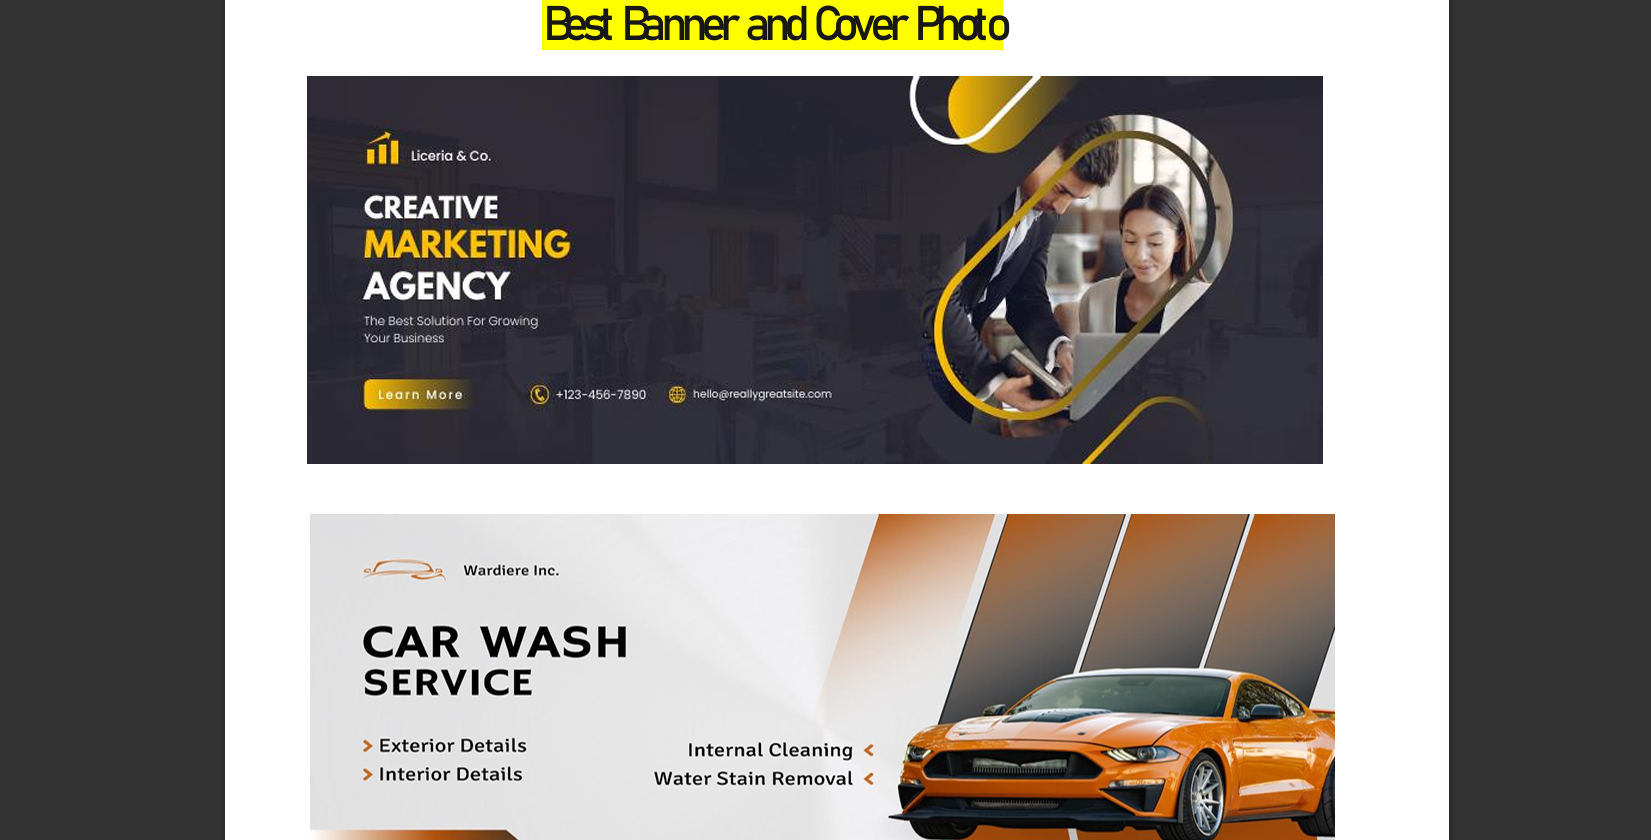 Best Banner and Cover Photo
Liceria & Co.
CREATIVE
MARKETING
AGENCY
The Best Solution For Growing
Your Business
Learn More
+123-456-7890
hello@reallygreatsite.com
Wardiere Inc.
CAR WASH
SERVICE
Exterior Details
Interior Details
Internal Cleaning
Water Stain Removal